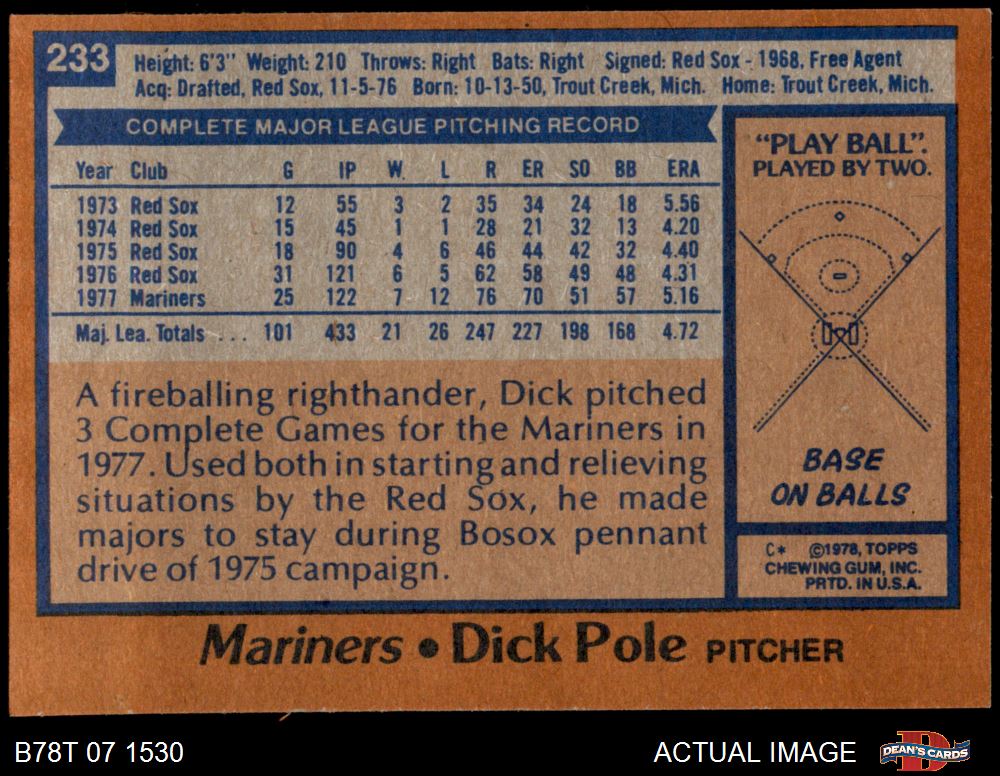 233
Height: 6'3" Weight: 210 Throws: Right Bats: Right Signed: Red Sox - 1968, Free Agent
Acq: Drafted, Red Sox, 11-5-76 Born: 10-13-50, Trout Creek, Mich. Home: Trout Creek, Mich.
COMPLETE MAJOR LEAGUE PITCHING RECORD
Year Club G IP W. L R ER SO BB ERA
1973 Red Sox 12 55 3 2 35 34 24 18 5.56
1974 Red Sox 15 45 1 1 28 21 32 13 4.20
1975 Red Sox 18 90 4 6 46 44 42 32 4.40
1976 Red Sox 31 121 6 5 62 58 49 48 4.31
1977 Mariners 25 122 7 12 76 70 51 57 5.16
Maj. Lea. Totals . . . 101 433 21 26 247 227 198 168 4.72
A fireballing righthander, Dick pitched
3 Complete Games for the Mariners in
1977. Used both in starting and relieving
situations by the Red Sox, he made
majors to stay during Bosox pennant
drive of 1975 campaign.
"PLAY BALL".
PLAYED BY TWO.
BASE
ON BALLS
C* ©1978, TOPPS
CHEWING GUM, INC.
PRTD. IN U.S.A.
Mariners • Dick Pole PITCHER
B78T 07 1530
ACTUAL IMAGE
D
DEAN'S CARDS